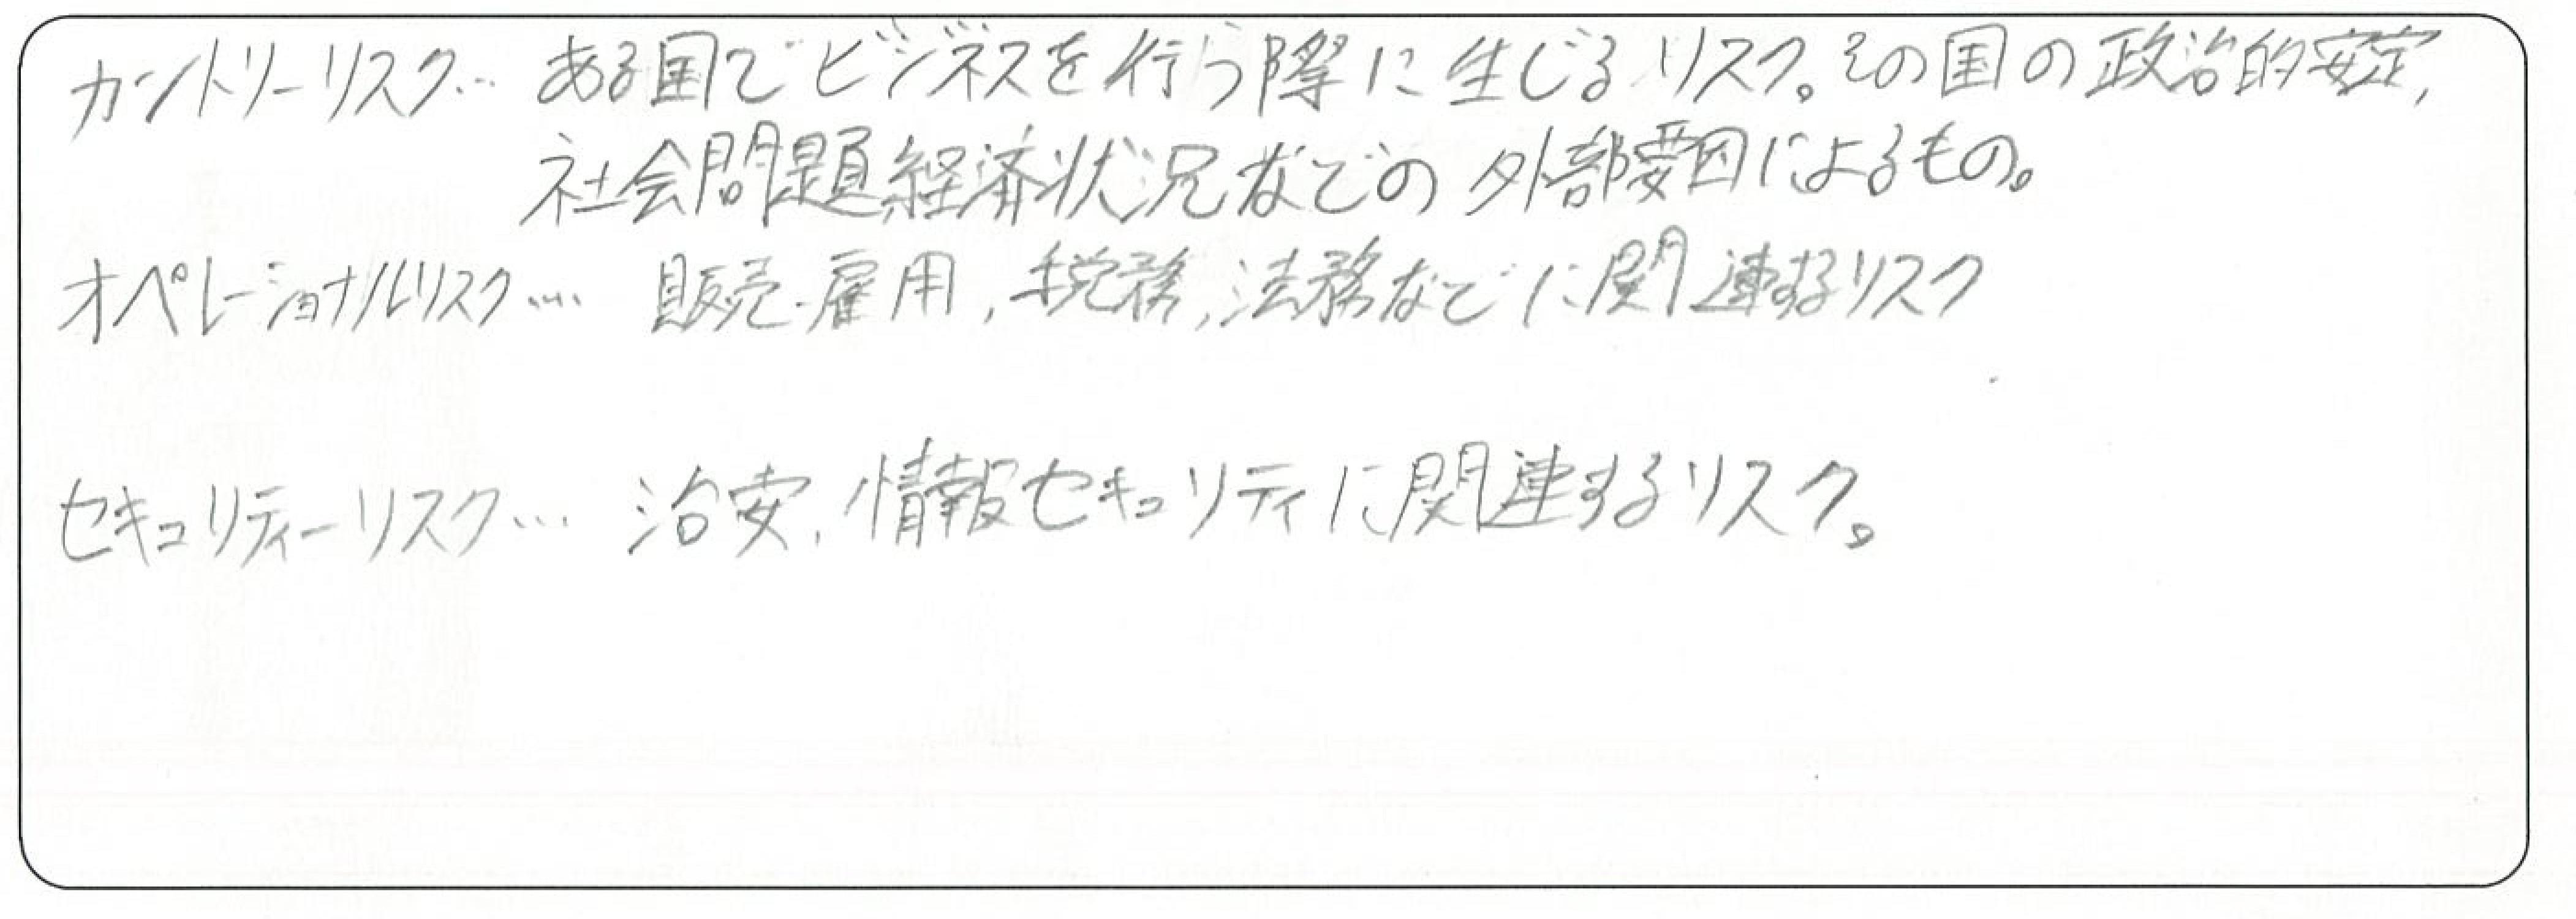 カントリーリスク… ある国でビジネスを行う際に生じるリスク。その国の政治的安定,
社会問題経済状況などの外部要因によるもの。
オペレーショナルリスク… 販売・雇用,税務,法務などに関連するリスク
セキュリティーリスク… 治安,情報セキュリティに関連するリスク。